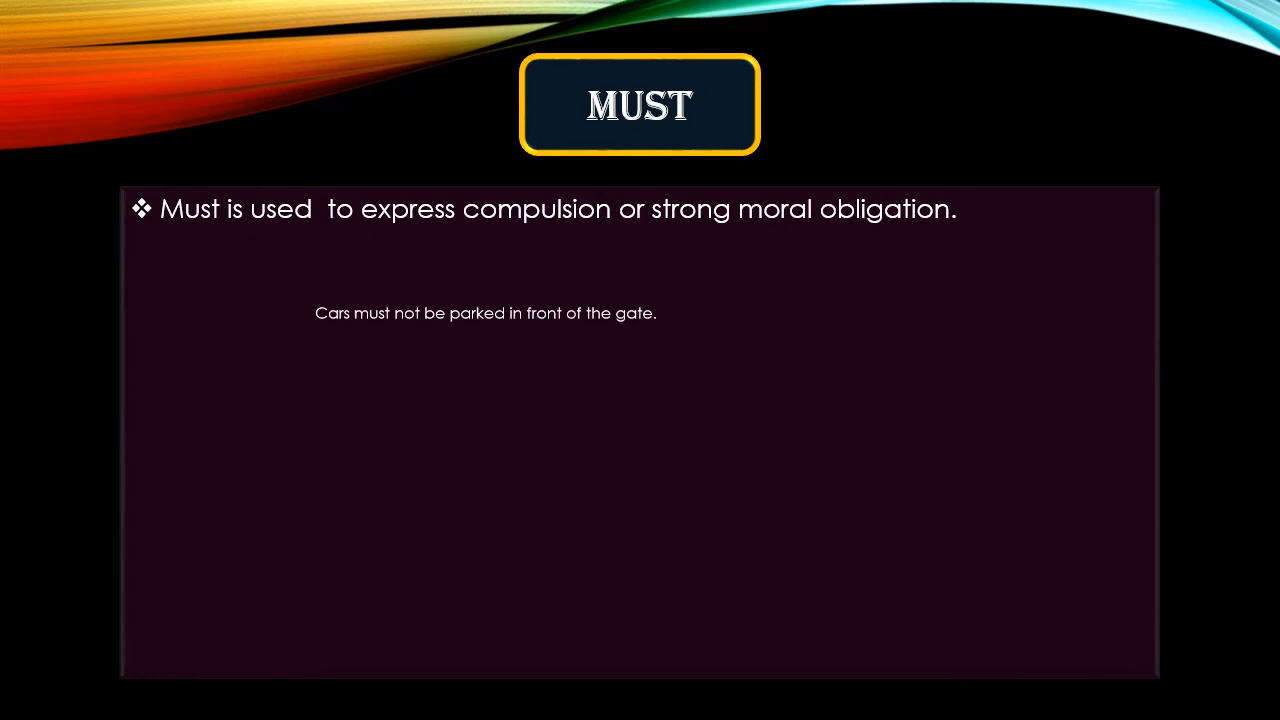 MUST
❖ Must is used  to express compulsion or strong moral obligation.
Cars must not be parked in front of the gate.